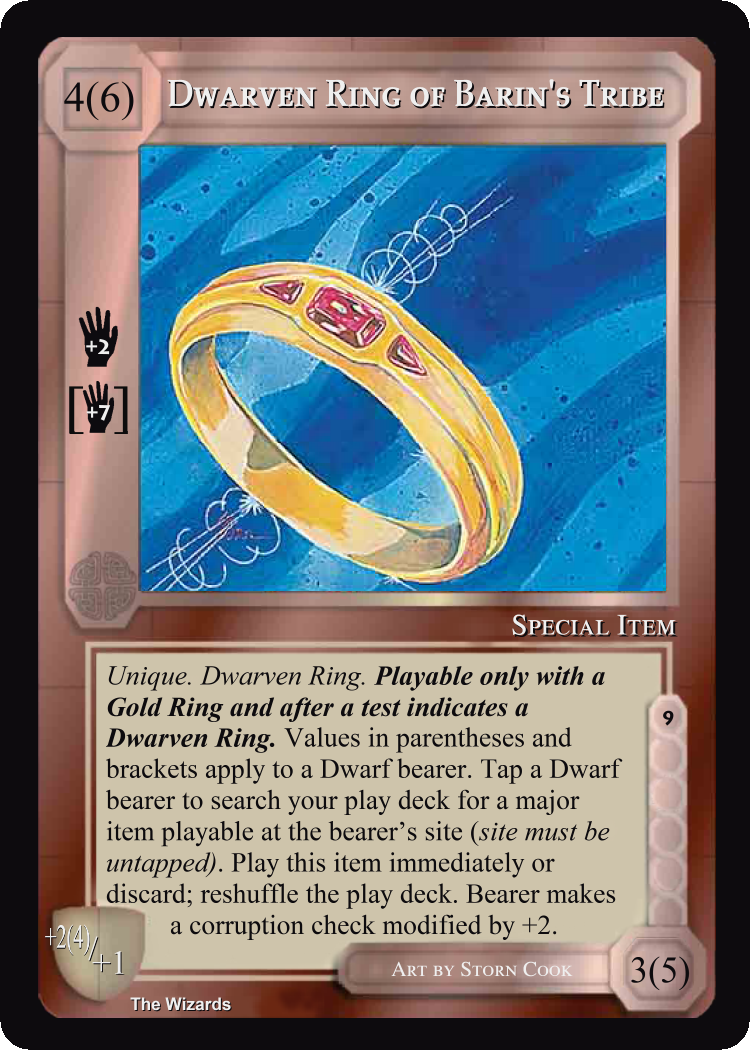 4(6)
Dwarven Ring of Barin's Tribe
+2
[+7]
Special Item
Unique. Dwarven Ring. Playable only with a
Gold Ring and after a test indicates a
Dwarven Ring. Values in parentheses and
brackets apply to a Dwarf bearer. Tap a Dwarf
bearer to search your play deck for a major
item playable at the bearer’s site (site must be
untapped). Play this item immediately or
discard; reshuffle the play deck. Bearer makes
a corruption check modified by +2.
9
+2(4)/+1
Art by Storn Cook
3(5)
The Wizards